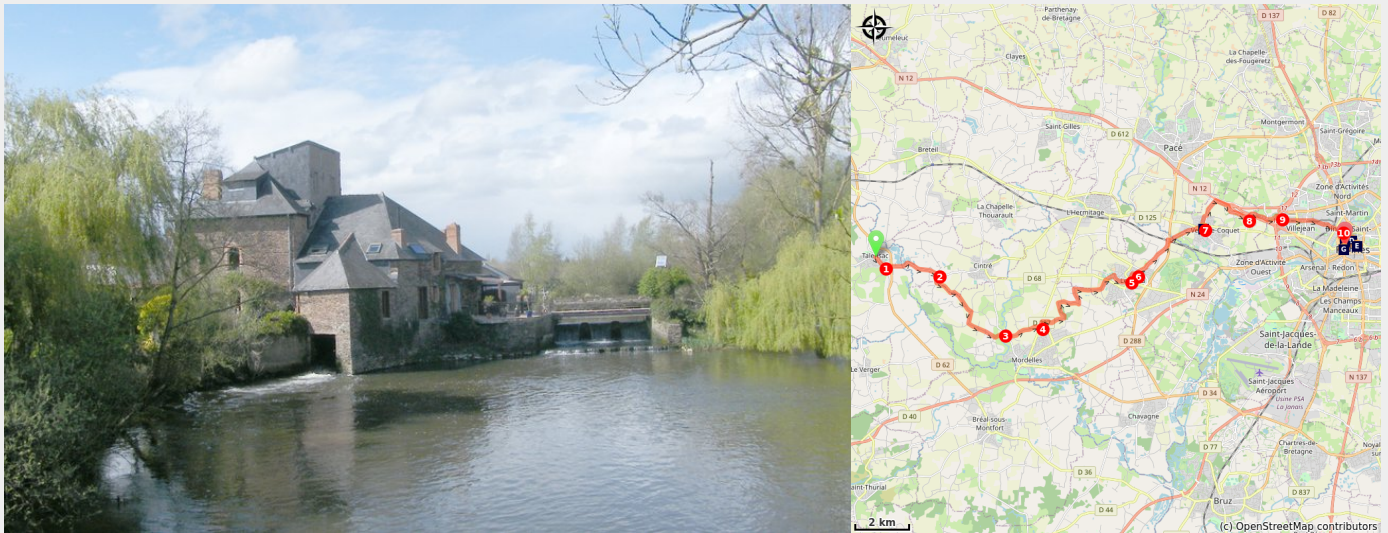 Parthenay-
de-Bretagne
D 137
D 82
Clayes
La Chapelle-
des-Fougeretz
N 12
Montgermont
Saint-Gilles
D 612
Saint-Grégoire
Pacé
Breteil
N 12
Zone d'Activités
Nord
La Chapelle-
Thouarault
L'Hermitage
D 125
Saint-Martin
8
9
Villejean
7
10
G
E
Cintré
Zone d'Activité
Ouest
Arsenal - Redon
1
2
D 68
6
5
La Madeleine
N 24
Les Champs
Manceaux
3
4
D 288
Saint-Jacques-
de-la-Lande
Mordelles
D 62
Le Verger
Saint-Jacques
Aéroport
N 137
D 34
Usine PSA
La Janais
D 40
Bréal-sous-
Montfort
Chavagne
Chartres-de-
Bretagne
D 77
D 36
Bruz
D 837
D 44
2 km
(c) OpenStreetMap contributors